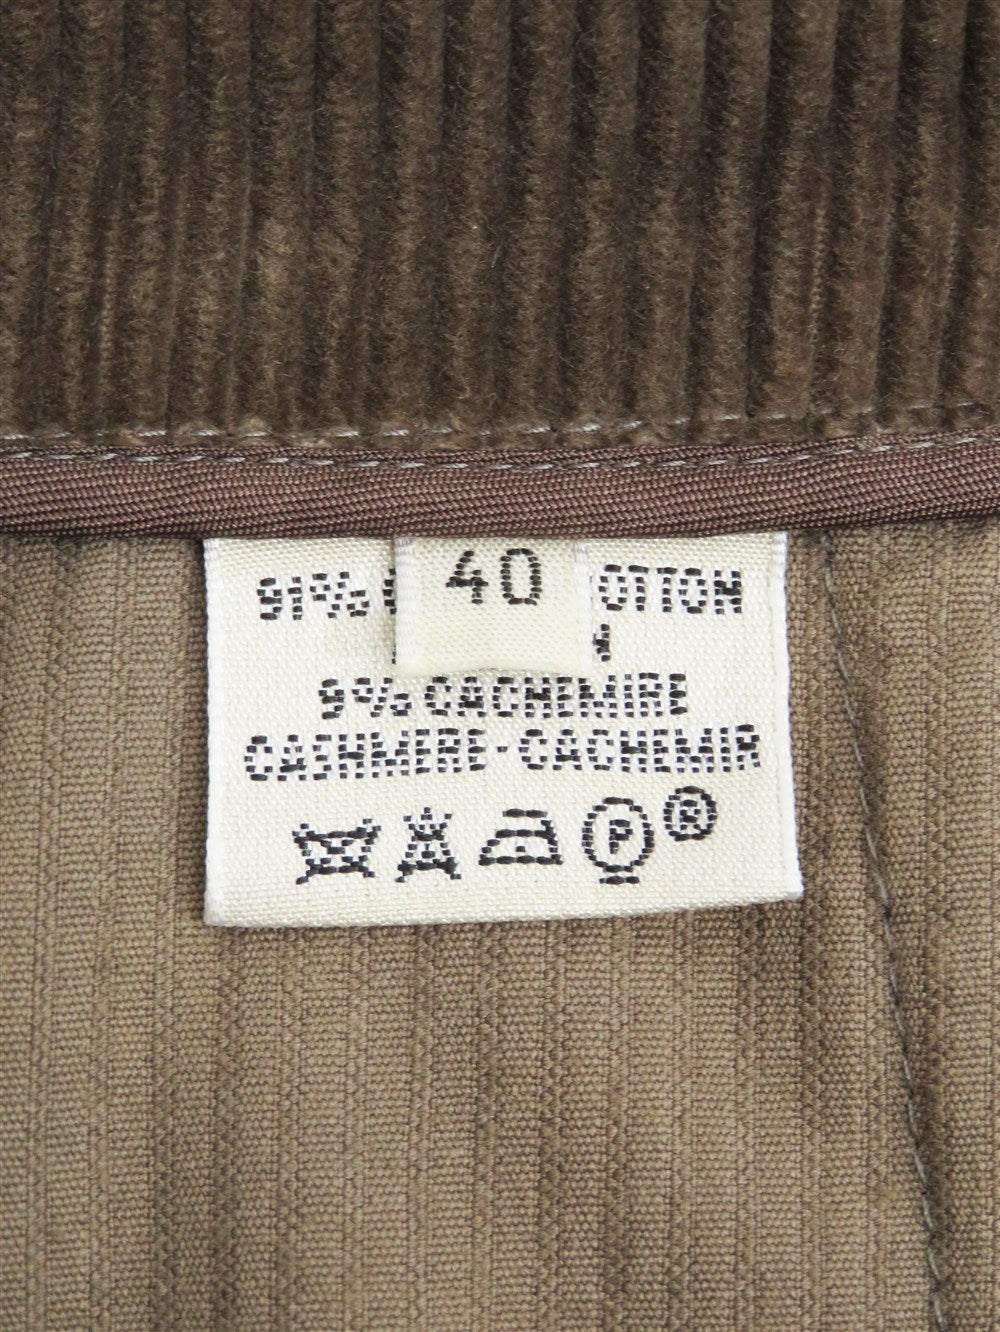 40
91% OTTON
9% CACHEMIRE
CASHMERE-CACHEMIR
P ®